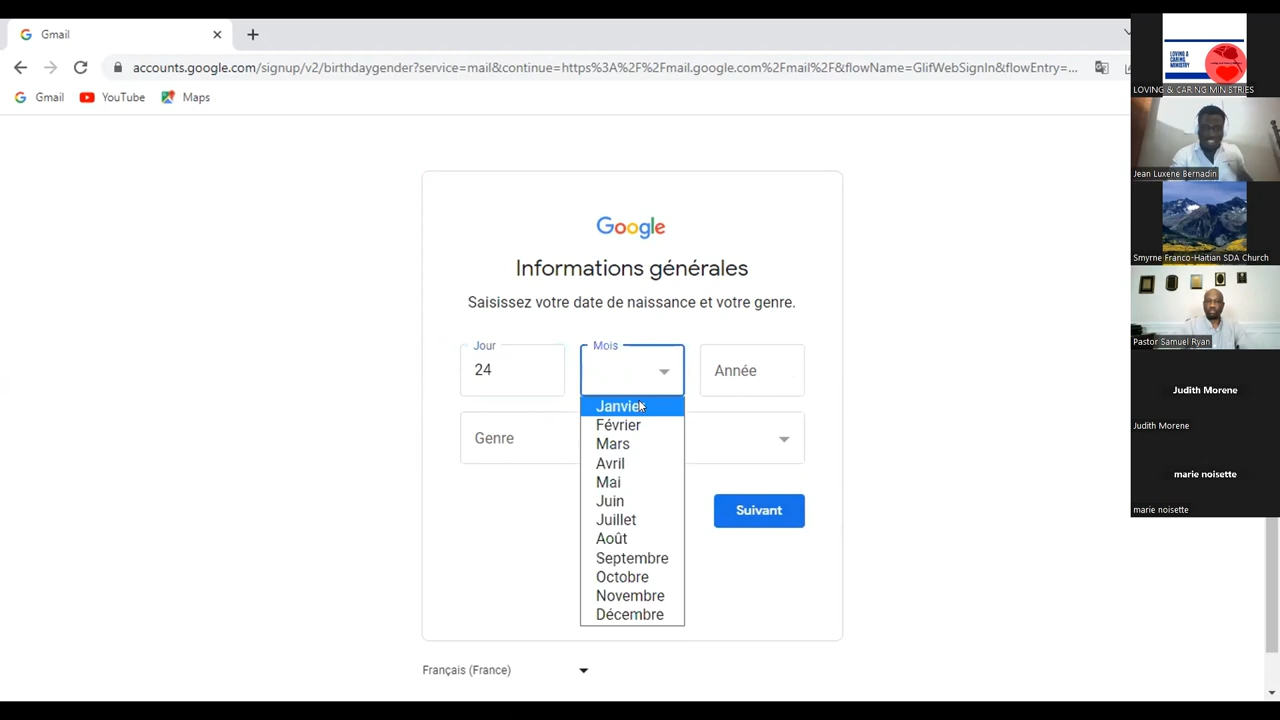 Gmail
accounts.google.com/signup/v2/birthdaygender?service=mail&continue=https%3A%2F%2Fmail.google.com%2Fmail%2F&flowName=GlifWebSignIn&flowEntry=...
Gmail
YouTube
Maps
Google
Informations générales
Saisissez votre date de naissance et votre genre.
Jour
24
Mois
Année
Genre
Janvier
Février
Mars
Avril
Mai
Juin
Juillet
Août
Septembre
Octobre
Novembre
Décembre
Suivant
Français (France)
LOVING &
CARING
MINISTRY
LOVING & CARING MINISTRIES
Jean Luxene Bernadin
Smyrne Franco-Haitian SDA Church
Pastor Samuel Ryan
Judith Morene
Judith Morene
marie noisette
marie noisette